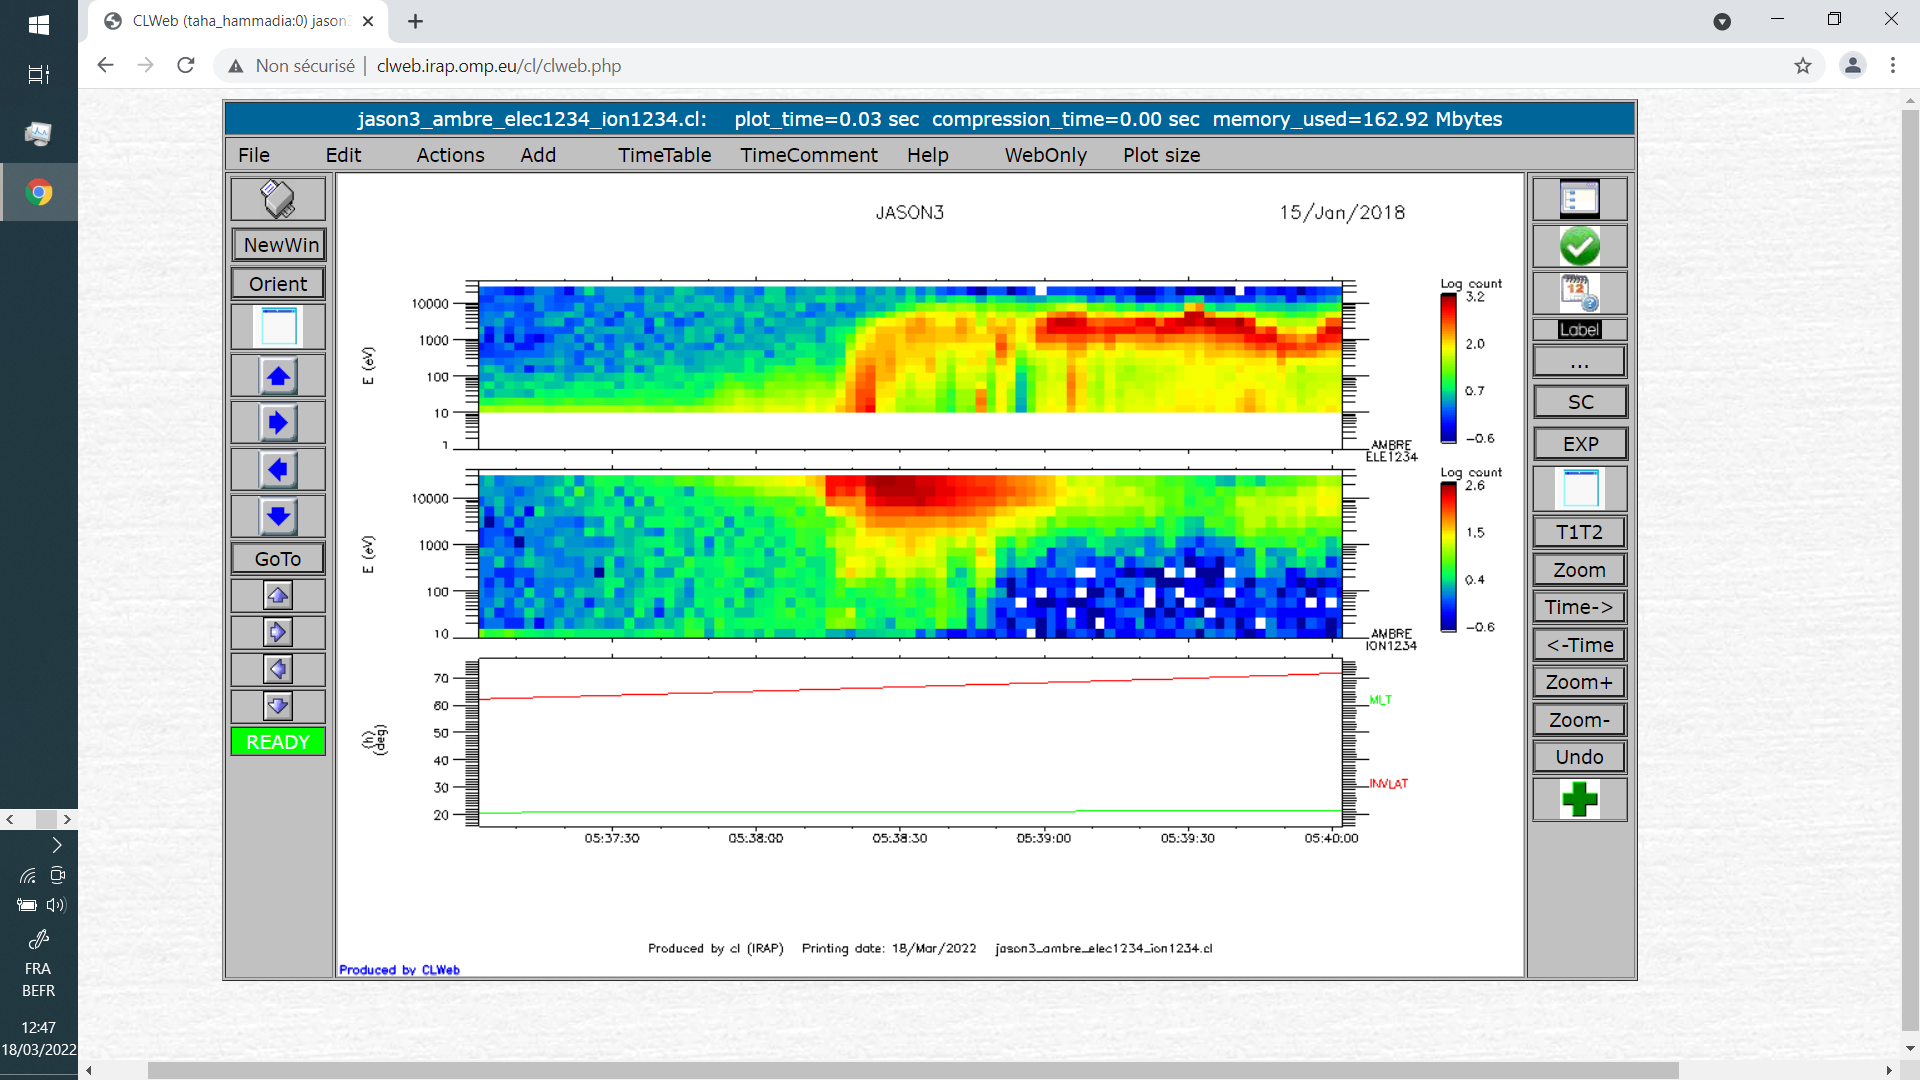 CLWeb (taha_hammadia:0) jason3
Non sécurisé | clweb.irap.omp.eu/cl/clweb.php
jason3_ambre_elec1234_ion1234.cl: plot_time=0.03 sec compression_time=0.00 sec memory_used=162.92 Mbytes
File Edit Actions Add TimeTable TimeComment Help WebOnly Plot size
NewWin
Orient
GoTo
READY
JASON3 15/Jan/2018
E (eV)
10000
1000
100
10
1
AMBRE
ELE1234
Log count
3.2
2.0
0.7
-0.6
E (eV)
10000
1000
100
10
AMBRE
ION1234
Log count
2.6
1.5
0.4
-0.6
(h)
(deg)
70
60
50
40
30
20
MLT
INVLAT
05:37:30 05:38:00 05:38:30 05:39:00 05:39:30 05:40:00
Produced by cl (IRAP) Printing date: 18/Mar/2022 jason3_ambre_elec1234_ion1234.cl
Produced by CLWeb
12
Label
...
SC
EXP
T1T2
Zoom
Time->
<-Time
Zoom+
Zoom-
Undo
FRA
BEFR
12:47
18/03/2022